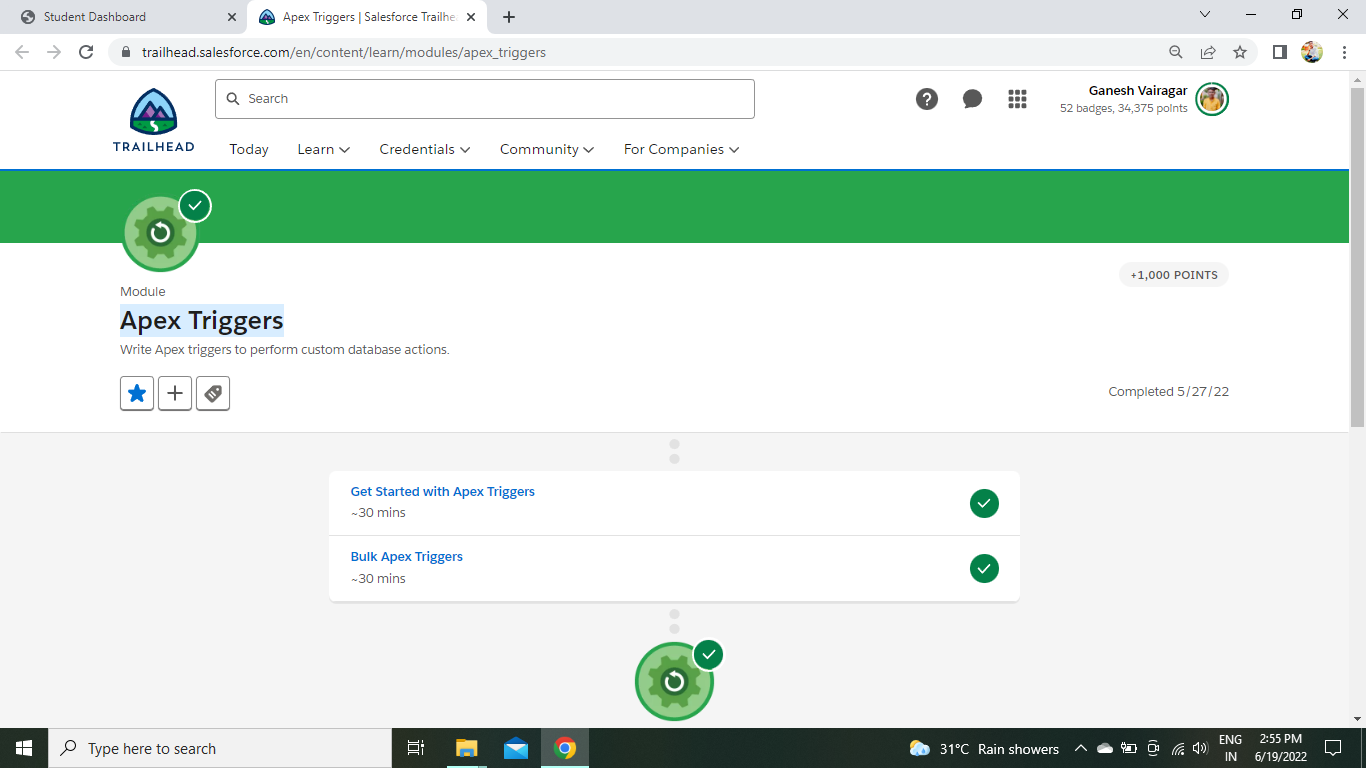 Student Dashboard
Apex Triggers | Salesforce Trailhe
trailhead.salesforce.com/en/content/learn/modules/apex_triggers
TRAILHEAD
Search
Ganesh Vairagar
52 badges, 34,375 points
Today Learn Credentials Community For Companies
+1,000 POINTS
Module
Apex Triggers
Write Apex triggers to perform custom database actions.
Completed 5/27/22
Get Started with Apex Triggers
~30 mins
Bulk Apex Triggers
~30 mins
Type here to search
31°C Rain showers
ENG
IN
2:55 PM
6/19/2022